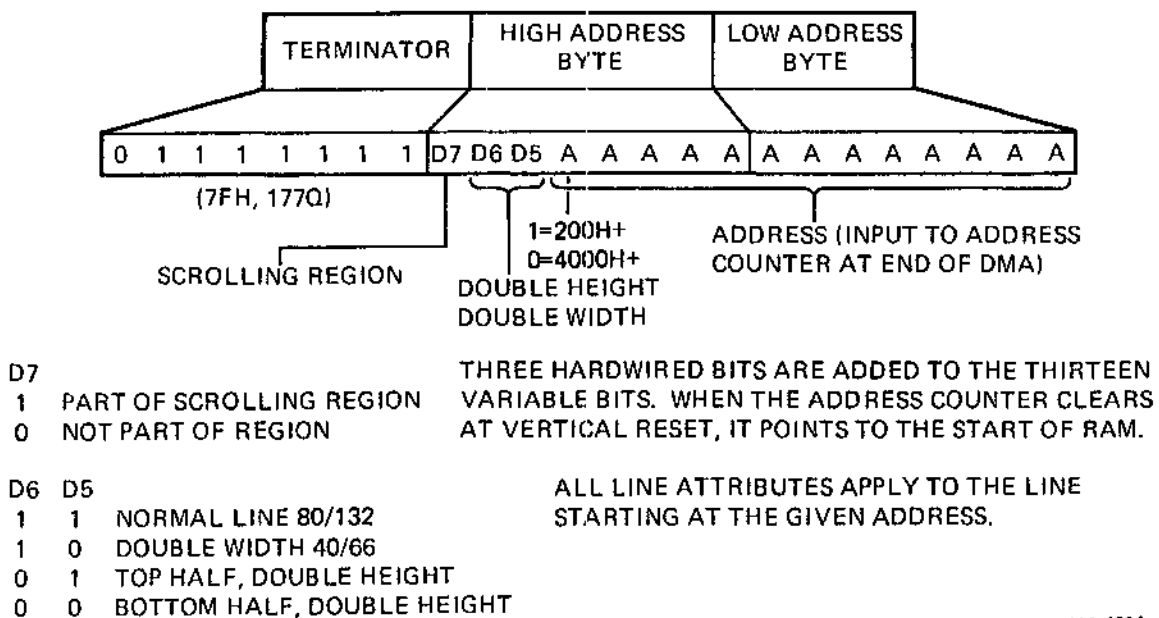 TERMINATOR
HIGH ADDRESS
BYTE
LOW ADDRESS
BYTE
0 1 1 1 1 1 1 1 D7 D6 D5 A A A A A A A A A A A A A
(7FH, 177Q)
SCROLLING REGION
1=200H+
0=4000H+
DOUBLE HEIGHT
DOUBLE WIDTH
ADDRESS (INPUT TO ADDRESS
COUNTER AT END OF DMA)
D7
1 PART OF SCROLLING REGION
0 NOT PART OF REGION
THREE HARDWIRED BITS ARE ADDED TO THE THIRTEEN
VARIABLE BITS. WHEN THE ADDRESS COUNTER CLEARS
AT VERTICAL RESET, IT POINTS TO THE START OF RAM.
D6 D5
1 1 NORMAL LINE 80/132
1 0 DOUBLE WIDTH 40/66
0 1 TOP HALF, DOUBLE HEIGHT
0 0 BOTTOM HALF, DOUBLE HEIGHT
ALL LINE ATTRIBUTES APPLY TO THE LINE
STARTING AT THE GIVEN ADDRESS.